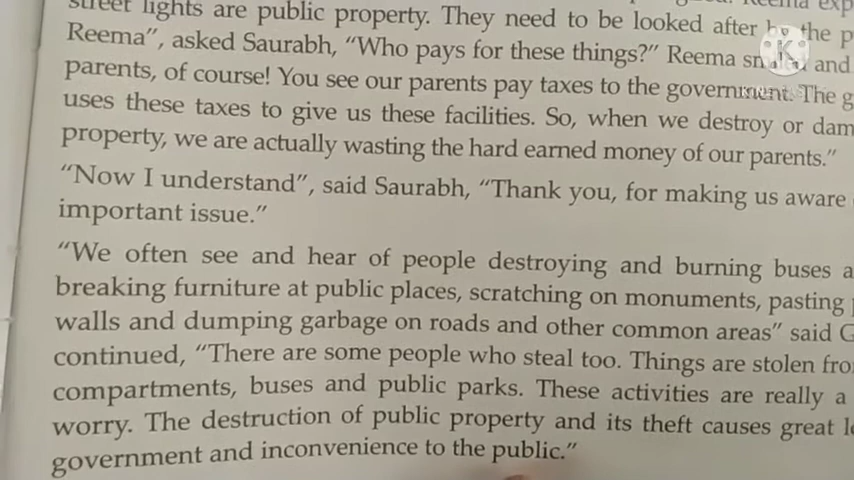 street lights are public property. They need to be looked after by the
Reema", asked Saurabh, "Who pays for these things?" Reema and
parents, of course! You see our parents pay taxes to the government. The
uses these taxes to give us these facilities. So, when we destroy or
property, we are actually wasting the hard earned money of our parents."
"Now I understand", said Saurabh, "Thank you, for making us aware
important issue."
"We often see and hear of people destroying and burning buses
breaking furniture at public places, scratching on monuments, pasting
walls and dumping garbage on roads and other common areas" said
continued, "There are some people who steal too. Things are stolen
compartments, buses and public parks. These activities are really a
worry. The destruction of public property and its theft causes great
government and inconvenience to the public."